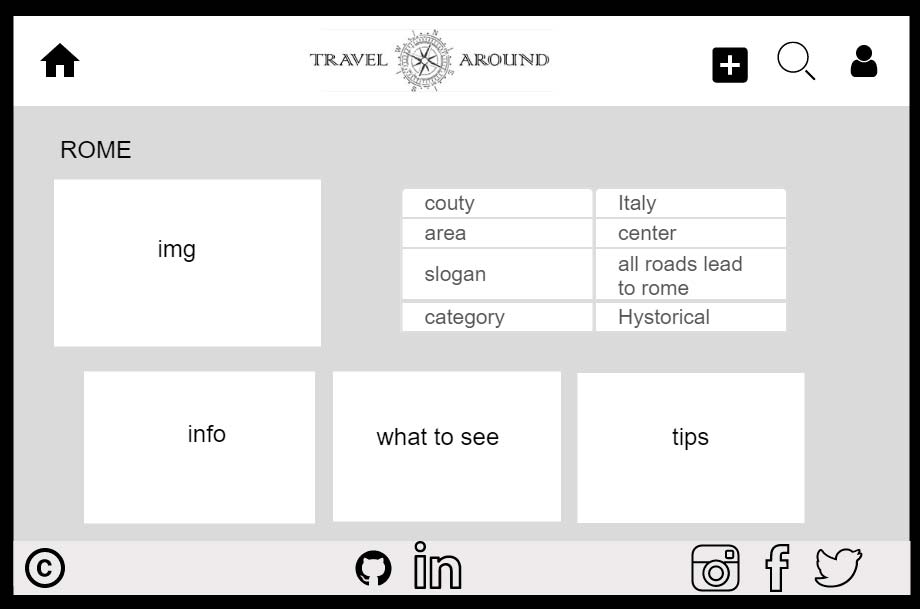 TRAVEL AROUND
ROME
img
couty Italy
area center
slogan all roads lead
to rome
category Hystorical
info what to see tips
©
in